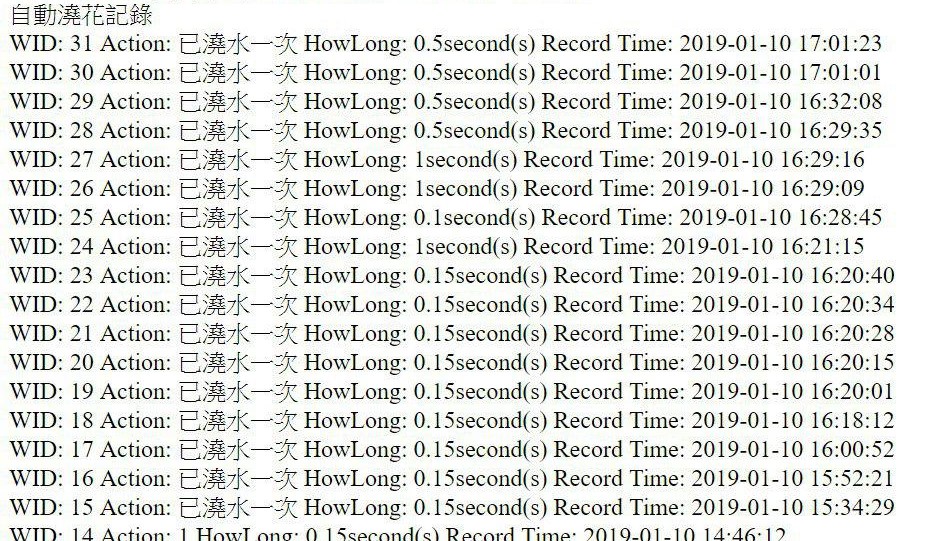 自動澆花記錄
WID: 31 Action: 已澆水一次 HowLong: 0.5second(s) Record Time: 2019-01-10 17:01:23
WID: 30 Action: 已澆水一次 HowLong: 0.5second(s) Record Time: 2019-01-10 17:01:01
WID: 29 Action: 已澆水一次 HowLong: 0.5second(s) Record Time: 2019-01-10 16:32:08
WID: 28 Action: 已澆水一次 HowLong: 0.5second(s) Record Time: 2019-01-10 16:29:35
WID: 27 Action: 已澆水一次 HowLong: 1second(s) Record Time: 2019-01-10 16:29:16
WID: 26 Action: 已澆水一次 HowLong: 1second(s) Record Time: 2019-01-10 16:29:09
WID: 25 Action: 已澆水一次 HowLong: 0.1second(s) Record Time: 2019-01-10 16:28:45
WID: 24 Action: 已澆水一次 HowLong: 1second(s) Record Time: 2019-01-10 16:21:15
WID: 23 Action: 已澆水一次 HowLong: 0.15second(s) Record Time: 2019-01-10 16:20:40
WID: 22 Action: 已澆水一次 HowLong: 0.15second(s) Record Time: 2019-01-10 16:20:34
WID: 21 Action: 已澆水一次 HowLong: 0.15second(s) Record Time: 2019-01-10 16:20:28
WID: 20 Action: 已澆水一次 HowLong: 0.15second(s) Record Time: 2019-01-10 16:20:15
WID: 19 Action: 已澆水一次 HowLong: 0.15second(s) Record Time: 2019-01-10 16:20:01
WID: 18 Action: 已澆水一次 HowLong: 0.15second(s) Record Time: 2019-01-10 16:18:12
WID: 17 Action: 已澆水一次 HowLong: 0.15second(s) Record Time: 2019-01-10 16:00:52
WID: 16 Action: 已澆水一次 HowLong: 0.15second(s) Record Time: 2019-01-10 15:52:21
WID: 15 Action: 已澆水一次 HowLong: 0.15second(s) Record Time: 2019-01-10 15:34:29
WID: 14 Action: 1 HowLong: 0.15second(s) Record Time: 2019-01-10 14:46:12